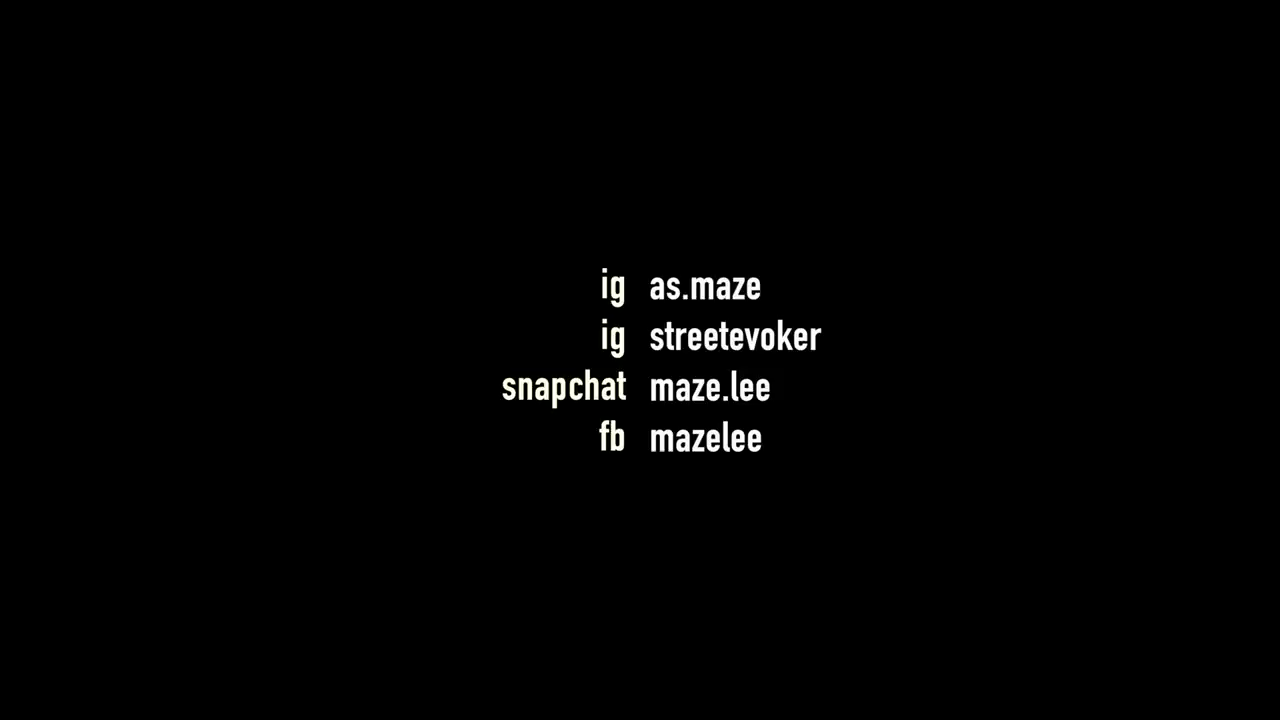 ig as.maze
ig streetevoker
snapchat maze.lee
fb mazelee